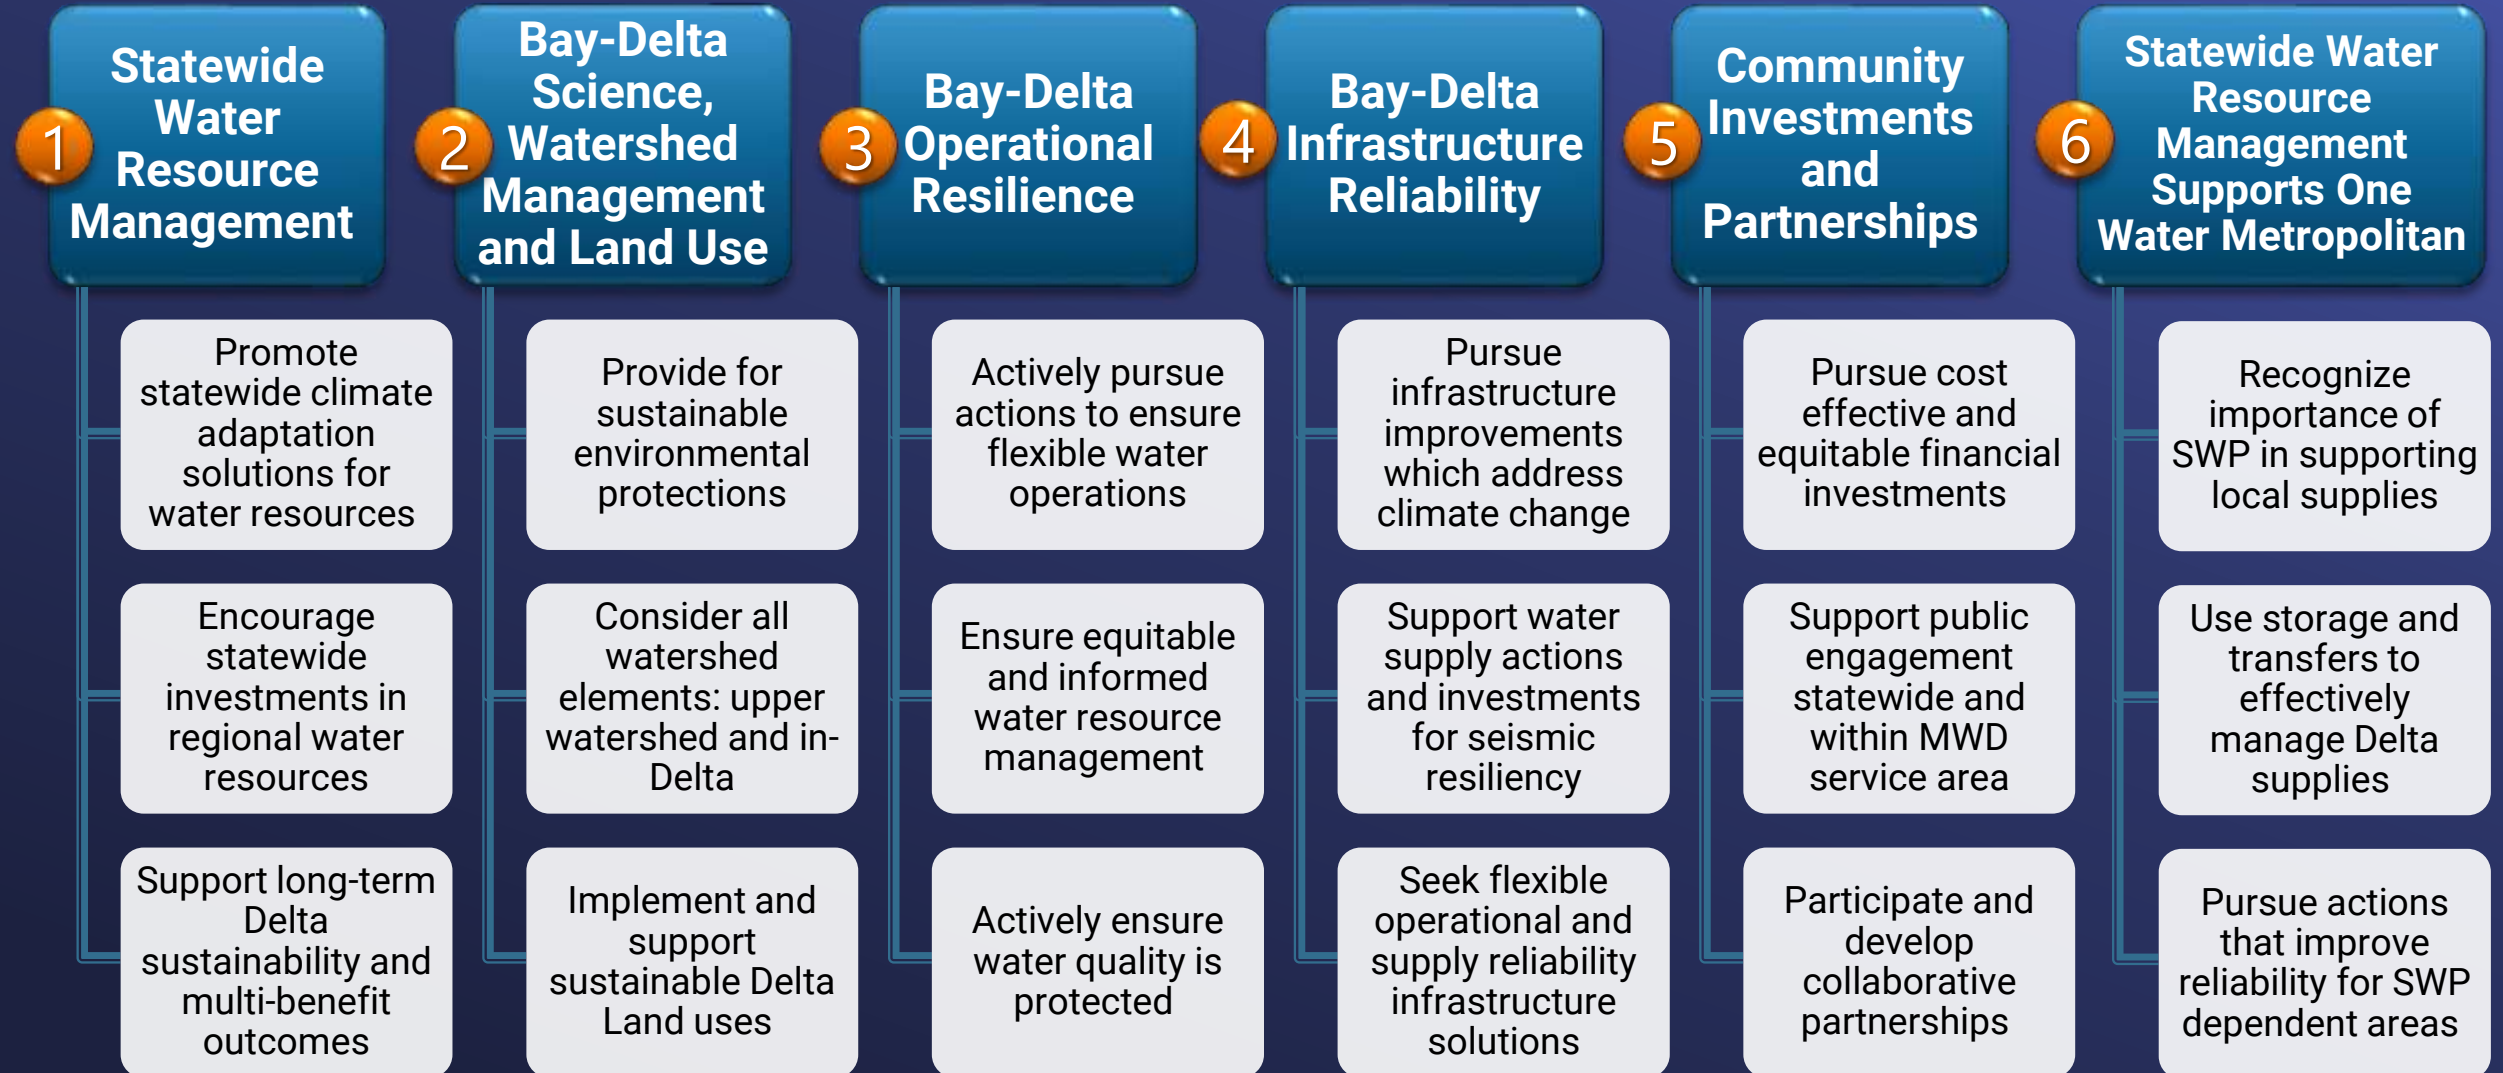 1
Statewide
Water
Resource
Management
Promote
statewide climate
adaptation
solutions for
water resources
Encourage
statewide
investments in
regional water
resources
Support long-term
Delta
sustainability and
multi-benefit
outcomes
2
Bay-Delta
Science,
Watershed
Management
and Land Use
Provide for
sustainable
environmental
protections
Consider all
watershed
elements: upper
watershed and in-
Delta
Implement and
support
sustainable Delta
Land uses
3
Bay-Delta
Operational
Resilience
Actively pursue
actions to ensure
flexible water
operations
Ensure equitable
and informed
water resource
management
Actively ensure
water quality is
protected
4
Bay-Delta
Infrastructure
Reliability
Pursue
infrastructure
improvements
which address
climate change
Support water
supply actions
and investments
for seismic
resiliency
Seek flexible
operational and
supply reliability
infrastructure
solutions
5
Community
Investments
and
Partnerships
Pursue cost
effective and
equitable financial
investments
Support public
engagement
statewide and
within MWD
service area
Participate and
develop
collaborative
partnerships
6
Statewide Water
Resource
Management
Supports One
Water Metropolitan
Recognize
importance of
SWP in supporting
local supplies
Use storage and
transfers to
effectively
manage Delta
supplies
Pursue actions
that improve
reliability for SWP
dependent areas